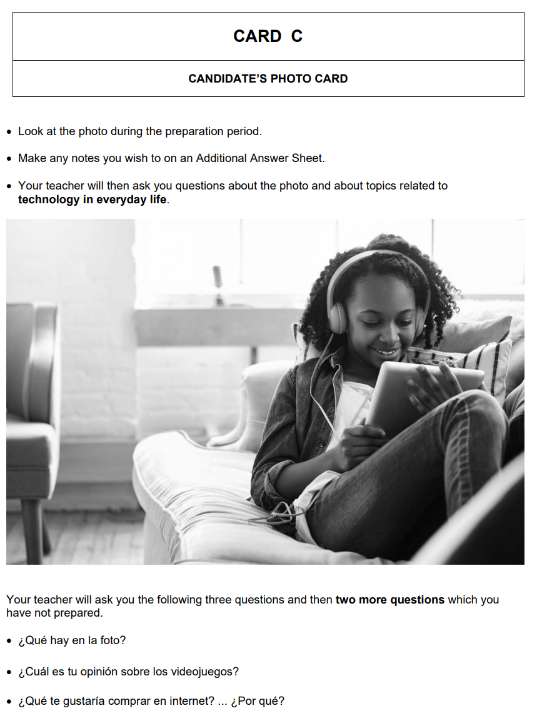 CARD C
CANDIDATE'S PHOTO CARD
• Look at the photo during the preparation period.
• Make any notes you wish to on an Additional Answer Sheet.
• Your teacher will then ask you questions about the photo and about topics related to
technology in everyday life.
Your teacher will ask you the following three questions and then two more questions which you
have not prepared.
• ¿Qué hay en la foto?
• ¿Cuál es tu opinión sobre los videojuegos?
• ¿Qué te gustaría comprar en internet? ... ¿Por qué?